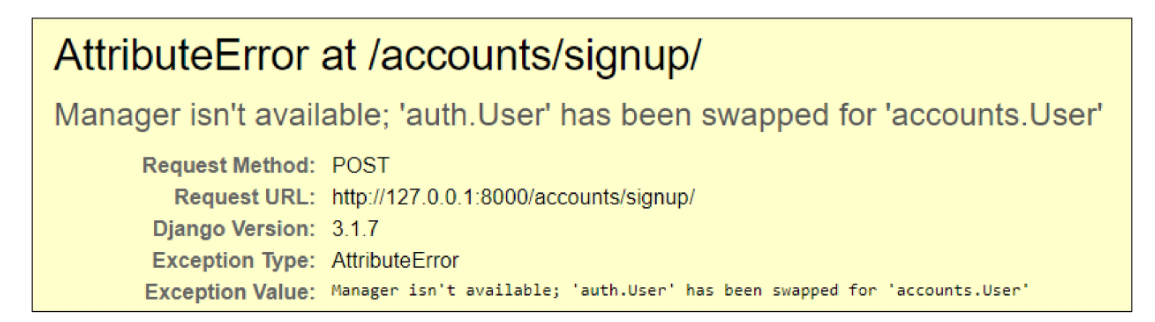 AttributeError at /accounts/signup/
Manager isn't available; 'auth.User' has been swapped for 'accounts.User'
Request Method: POST
Request URL: http://127.0.0.1:8000/accounts/signup/
Django Version: 3.1.7
Exception Type: AttributeError
Exception Value: Manager isn't available; 'auth.User' has been swapped for 'accounts.User'